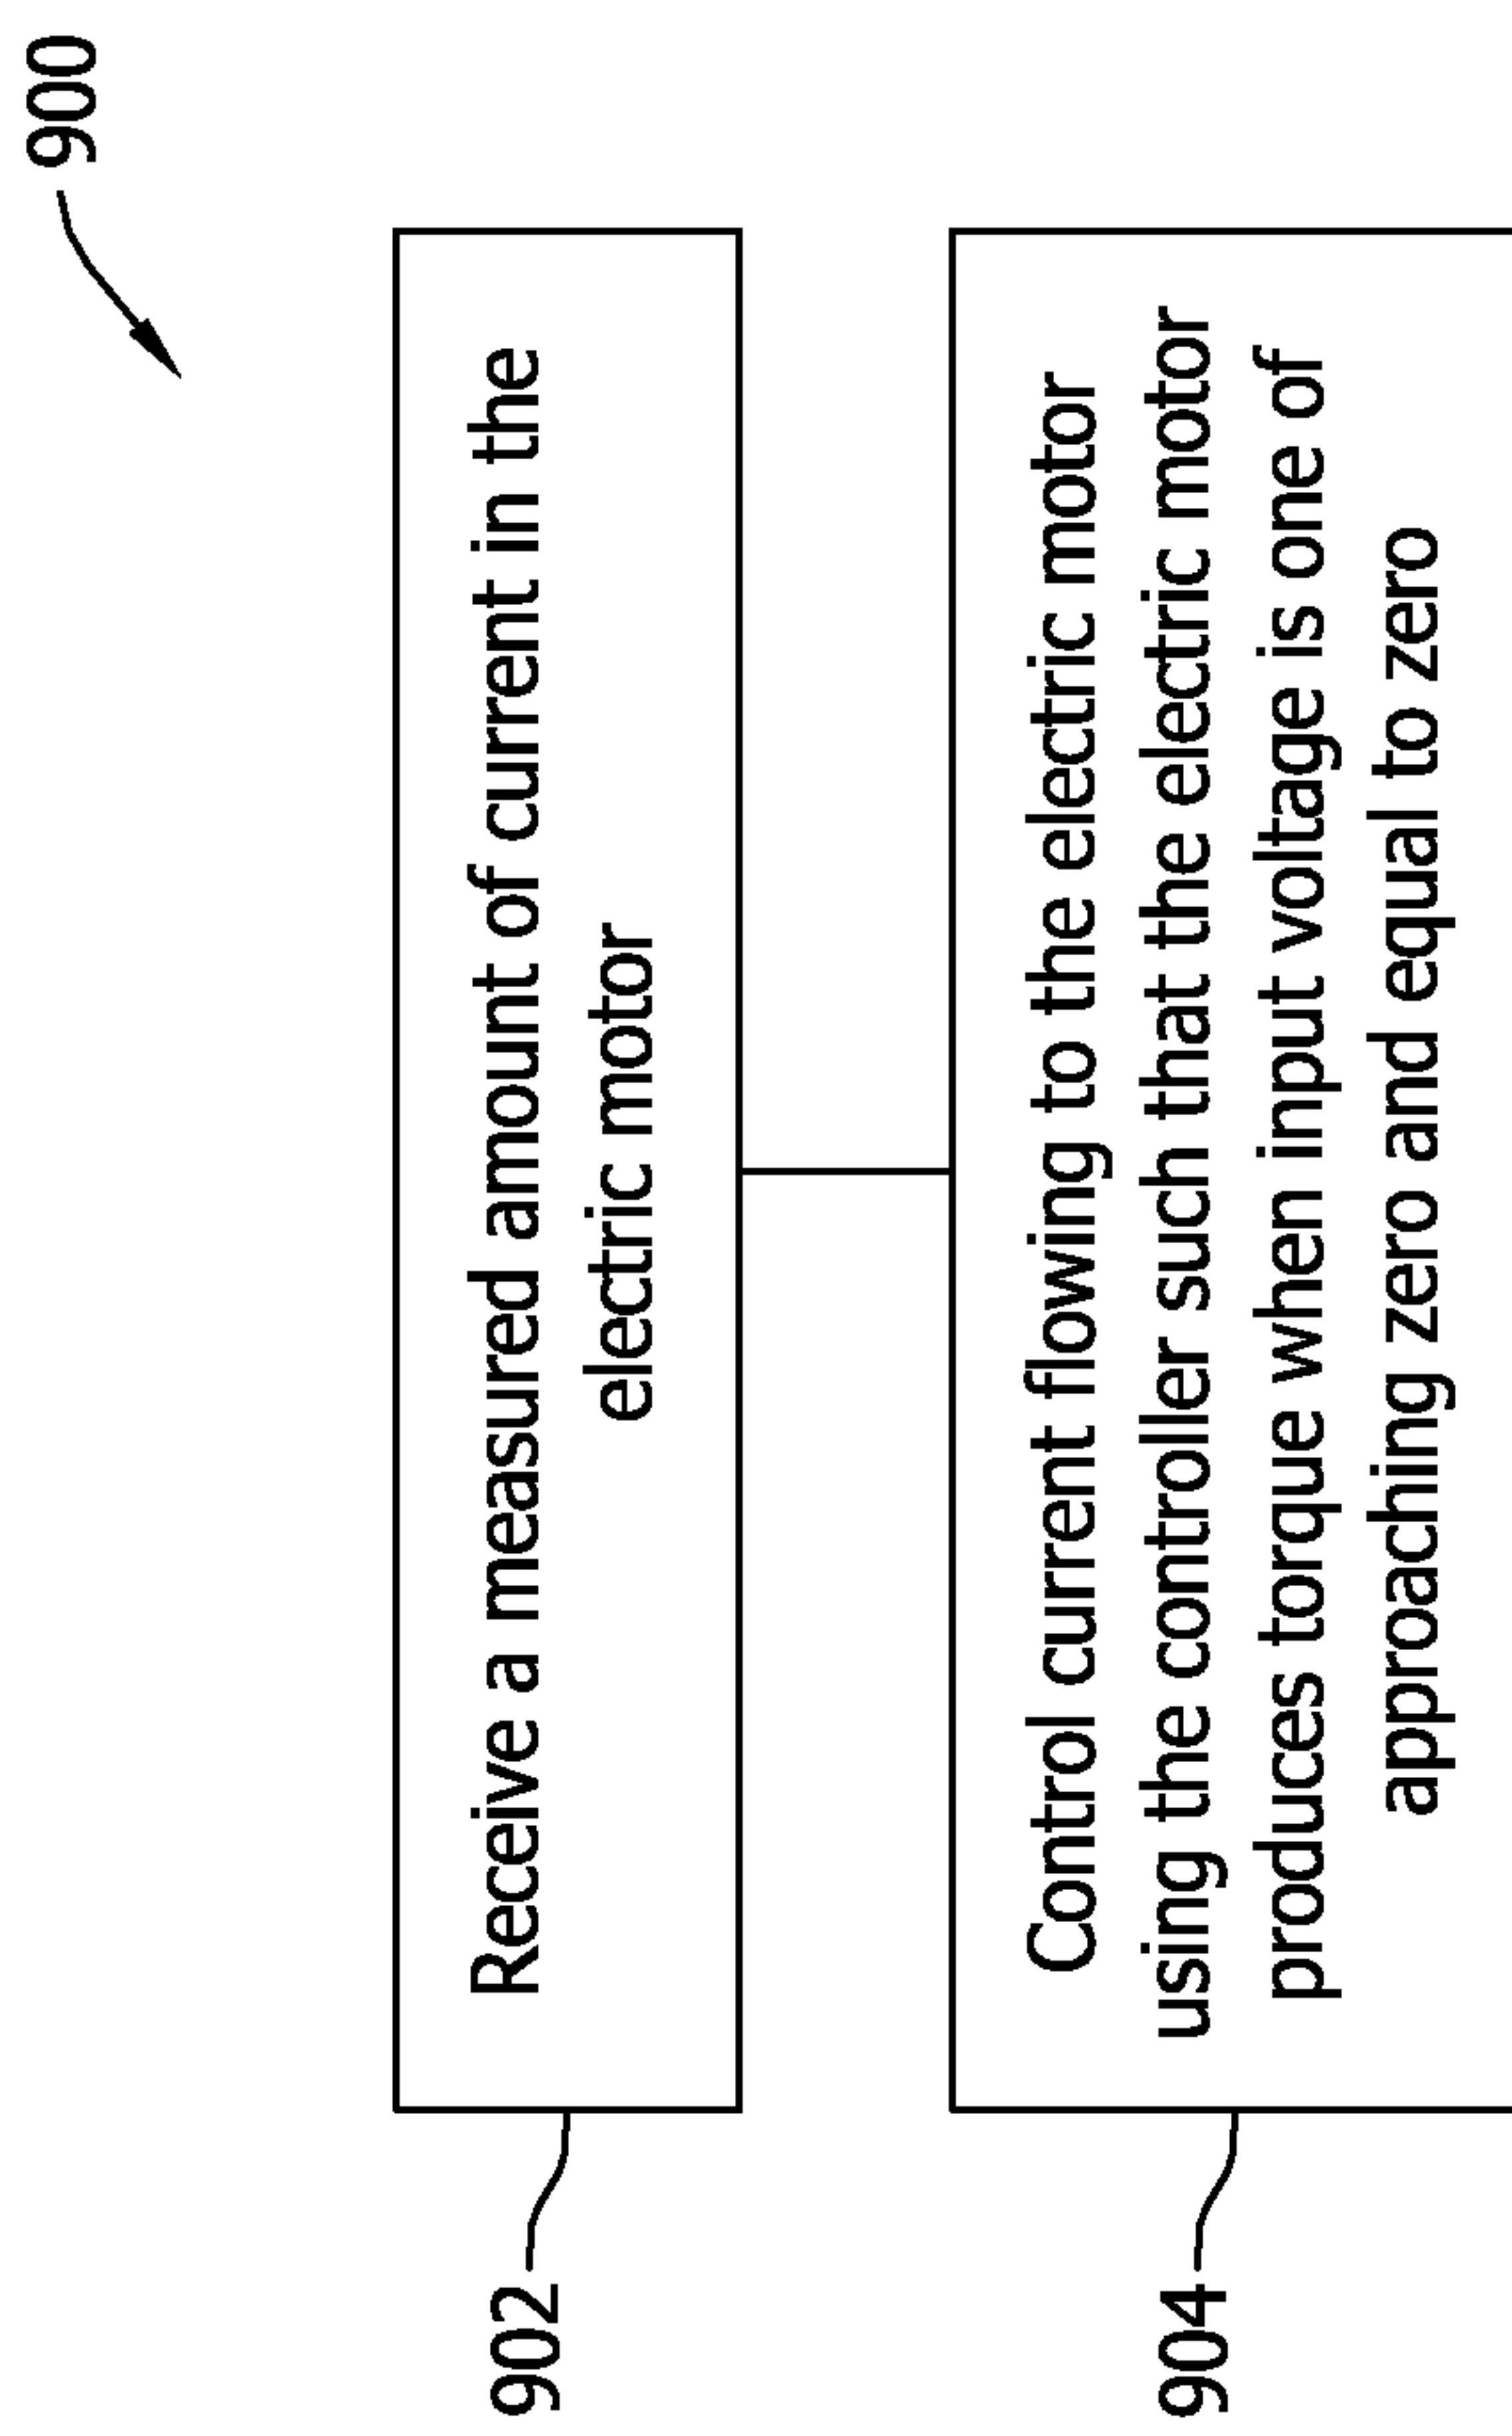 900
902
Receive a measured amount of current in the
electric motor
904
Control current flowing to the electric motor
using the controller such that the electric motor
produces torque when input voltage is one of
approaching zero and equal to zero